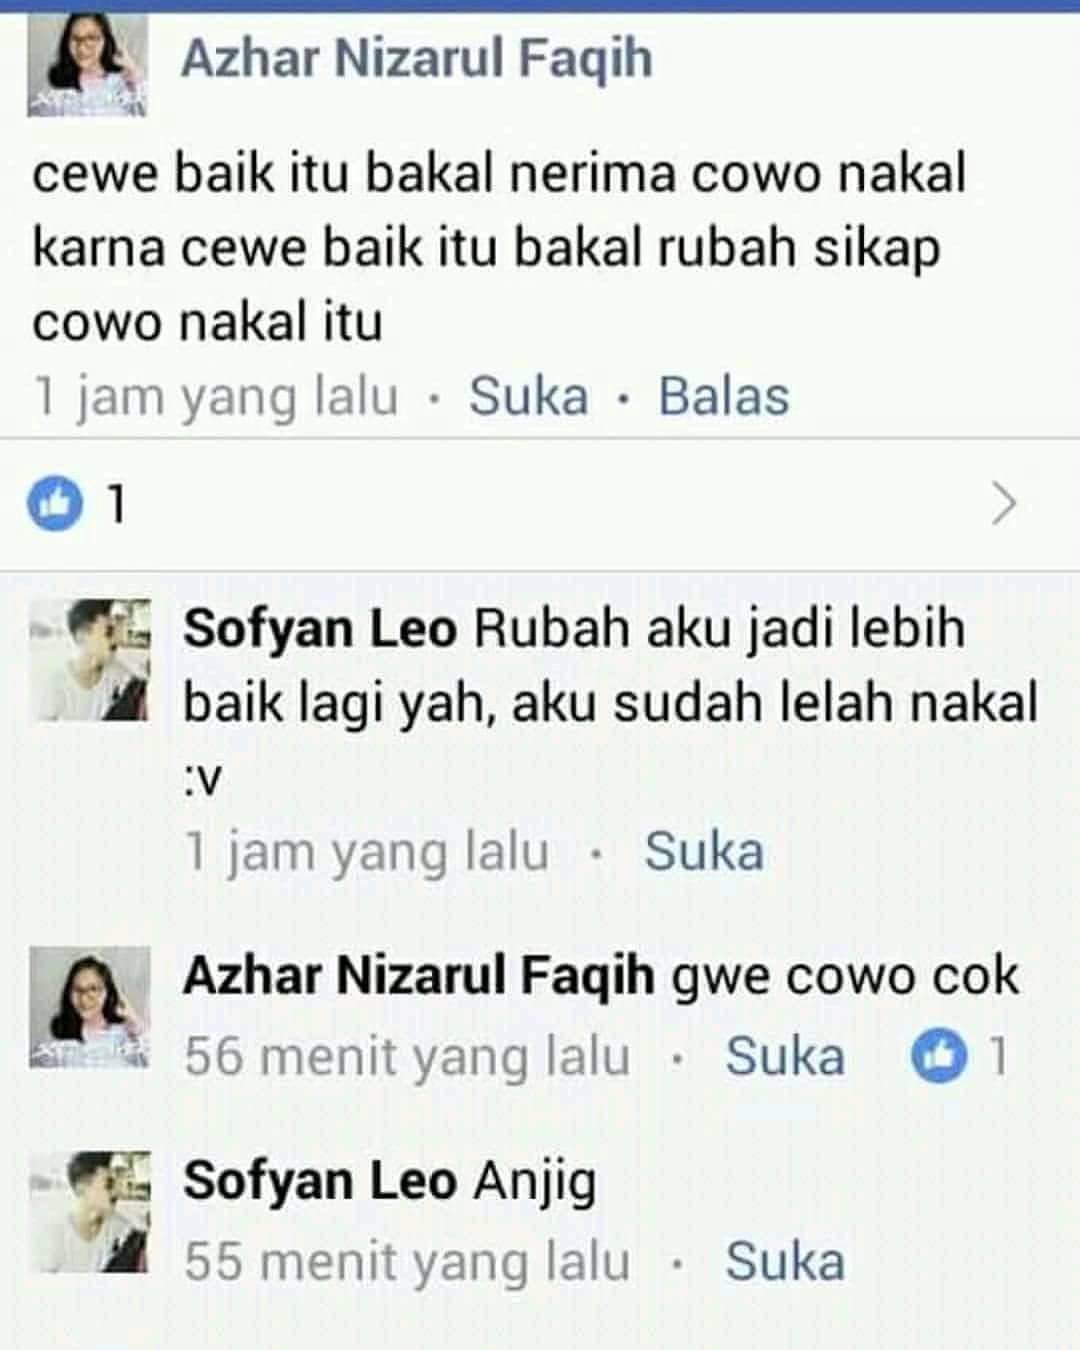 Azhar Nizarul Faqih
cewe baik itu bakal nerima cowo nakal
karna cewe baik itu bakal rubah sikap
cowo nakal itu
1 jam yang lalu · Suka · Balas
1
Sofyan Leo Rubah aku jadi lebih
baik lagi yah, aku sudah lelah nakal
:v
1 jam yang lalu · Suka
Azhar Nizarul Faqih gwe cowo cok
56 menit yang lalu · Suka 1
Sofyan Leo Anjig
55 menit yang lalu · Suka